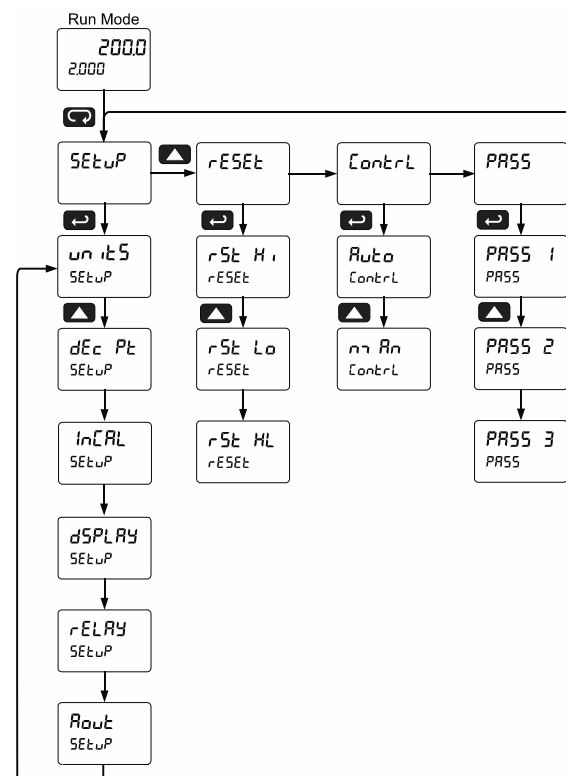 Run Mode
200.0
2.000
SEtuP
rESEt
ContrL
PASS
unitS
SEtuP
rSt Hi
rESEt
Auto
ContrL
PASS 1
PASS
dEc Pt
SEtuP
rSt Lo
rESEt
mAn
ContrL
PASS 2
PASS
InCAL
SEtuP
rSt HL
rESEt
PASS 3
PASS
dSPLAY
SEtuP
rELAY
SEtuP
Aout
SEtuP